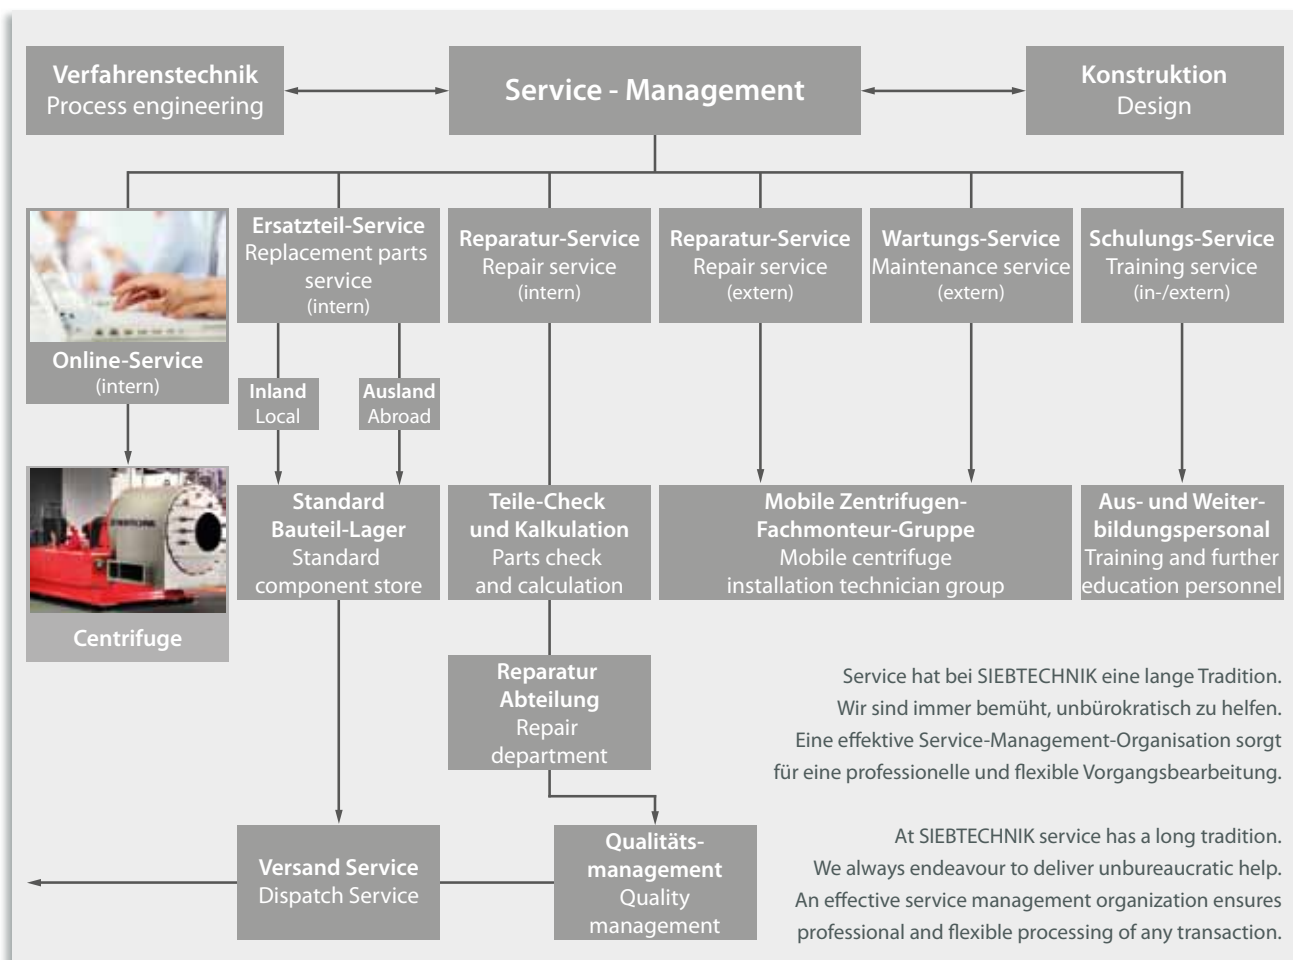 Verfahrenstechnik
Process engineering
Service - Management
Konstruktion
Design
Online-Service
(intern)
Ersatzteil-Service
Replacement parts
service
(intern)
Reparatur-Service
Repair service
(intern)
Reparatur-Service
Repair service
(extern)
Wartungs-Service
Maintenance service
(extern)
Schulungs-Service
Training service
(in-/extern)
Inland
Local
Ausland
Abroad
Centrifuge
Standard
Bauteil-Lager
Standard
component store
Teile-Check
und Kalkulation
Parts check
and calculation
Mobile Zentrifugen-
Fachmonteur-Gruppe
Mobile centrifuge
installation technician group
Aus- und Weiter-
bildungspersonal
Training and further
education personnel
Reparatur
Abteilung
Repair
department
Versand Service
Dispatch Service
Qualitäts-
management
Quality
management
Service hat bei SIEBTECHNIK eine lange Tradition.
Wir sind immer bemüht, unbürokratisch zu helfen.
Eine effektive Service-Management-Organisation sorgt
für eine professionelle und flexible Vorgangsbearbeitung.
At SIEBTECHNIK service has a long tradition.
We always endeavour to deliver unbureaucratic help.
An effective service management organization ensures
professional and flexible processing of any transaction.